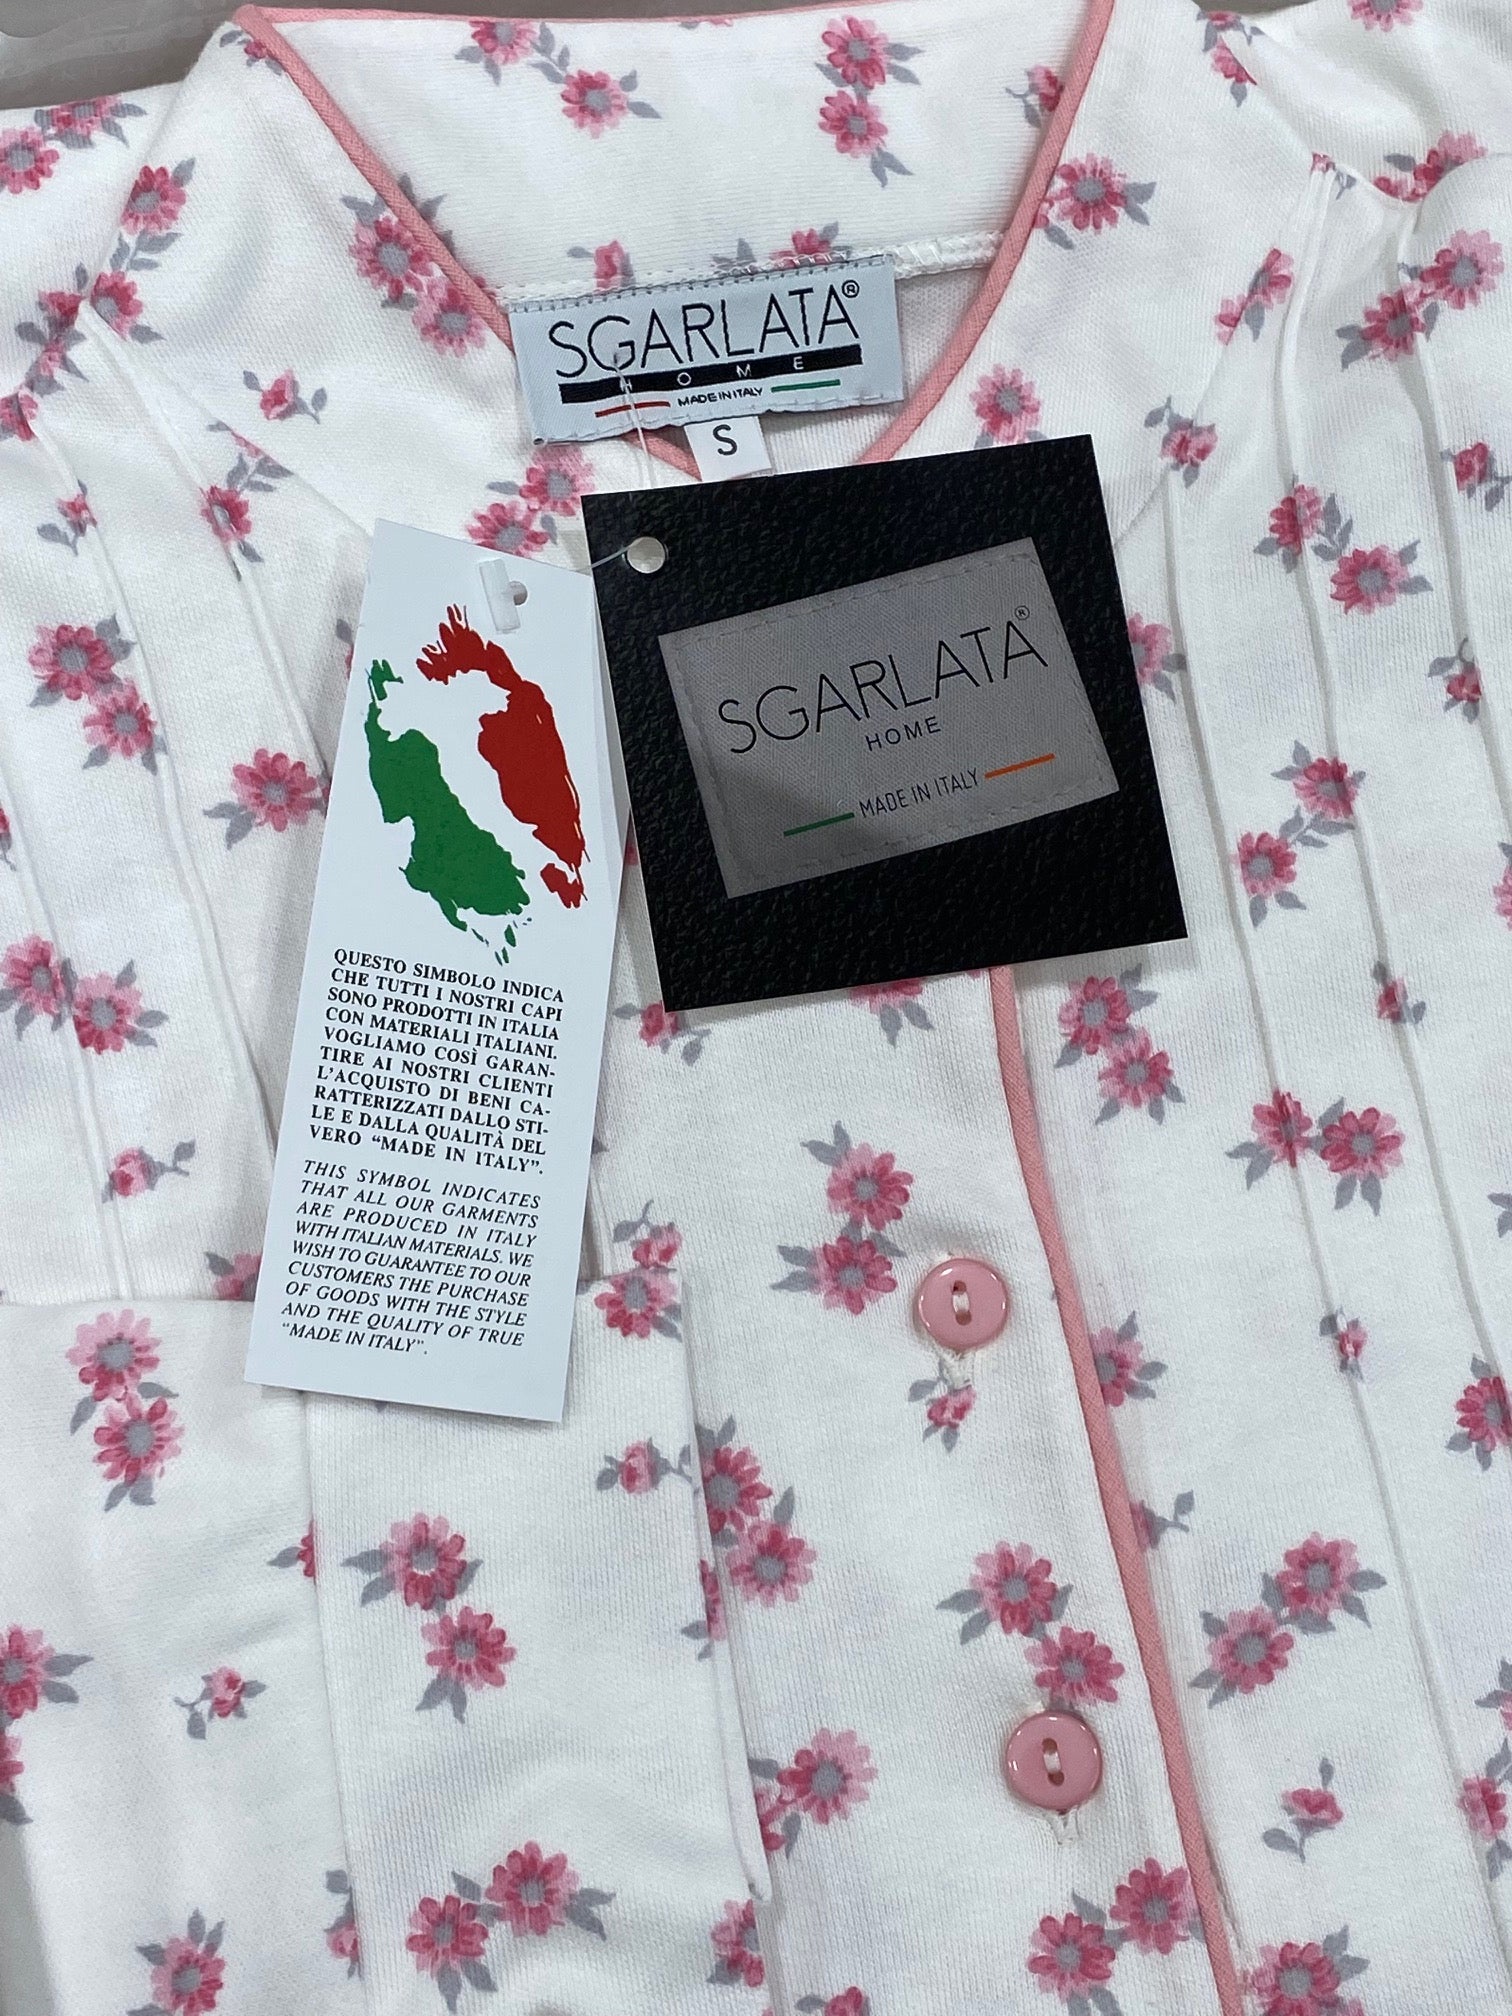 SGARLATA®
HOME
MADE IN ITALY
S
SGARLATA®
HOME
MADE IN ITALY
QUESTO SIMBOLO INDICA
CHE TUTTI I NOSTRI CAPI
SONO PRODOTTI IN ITALIA
CON MATERIALI ITALIANI.
VOGLIAMO COSÌ GARAN-
TIRE AI NOSTRI CLIENTI
L'ACQUISTO DI BENI CA-
RATTERIZZATI DALLO STI-
LE E DALLA QUALITÀ DEL
VERO “MADE IN ITALY”.
THIS SYMBOL INDICATES
THAT ALL OUR GARMENTS
ARE PRODUCED IN ITALY
WITH ITALIAN MATERIALS. WE
WISH TO GUARANTEE TO OUR
CUSTOMERS THE PURCHASE
OF GOODS WITH THE STYLE
AND THE QUALITY OF TRUE
“MADE IN ITALY”.